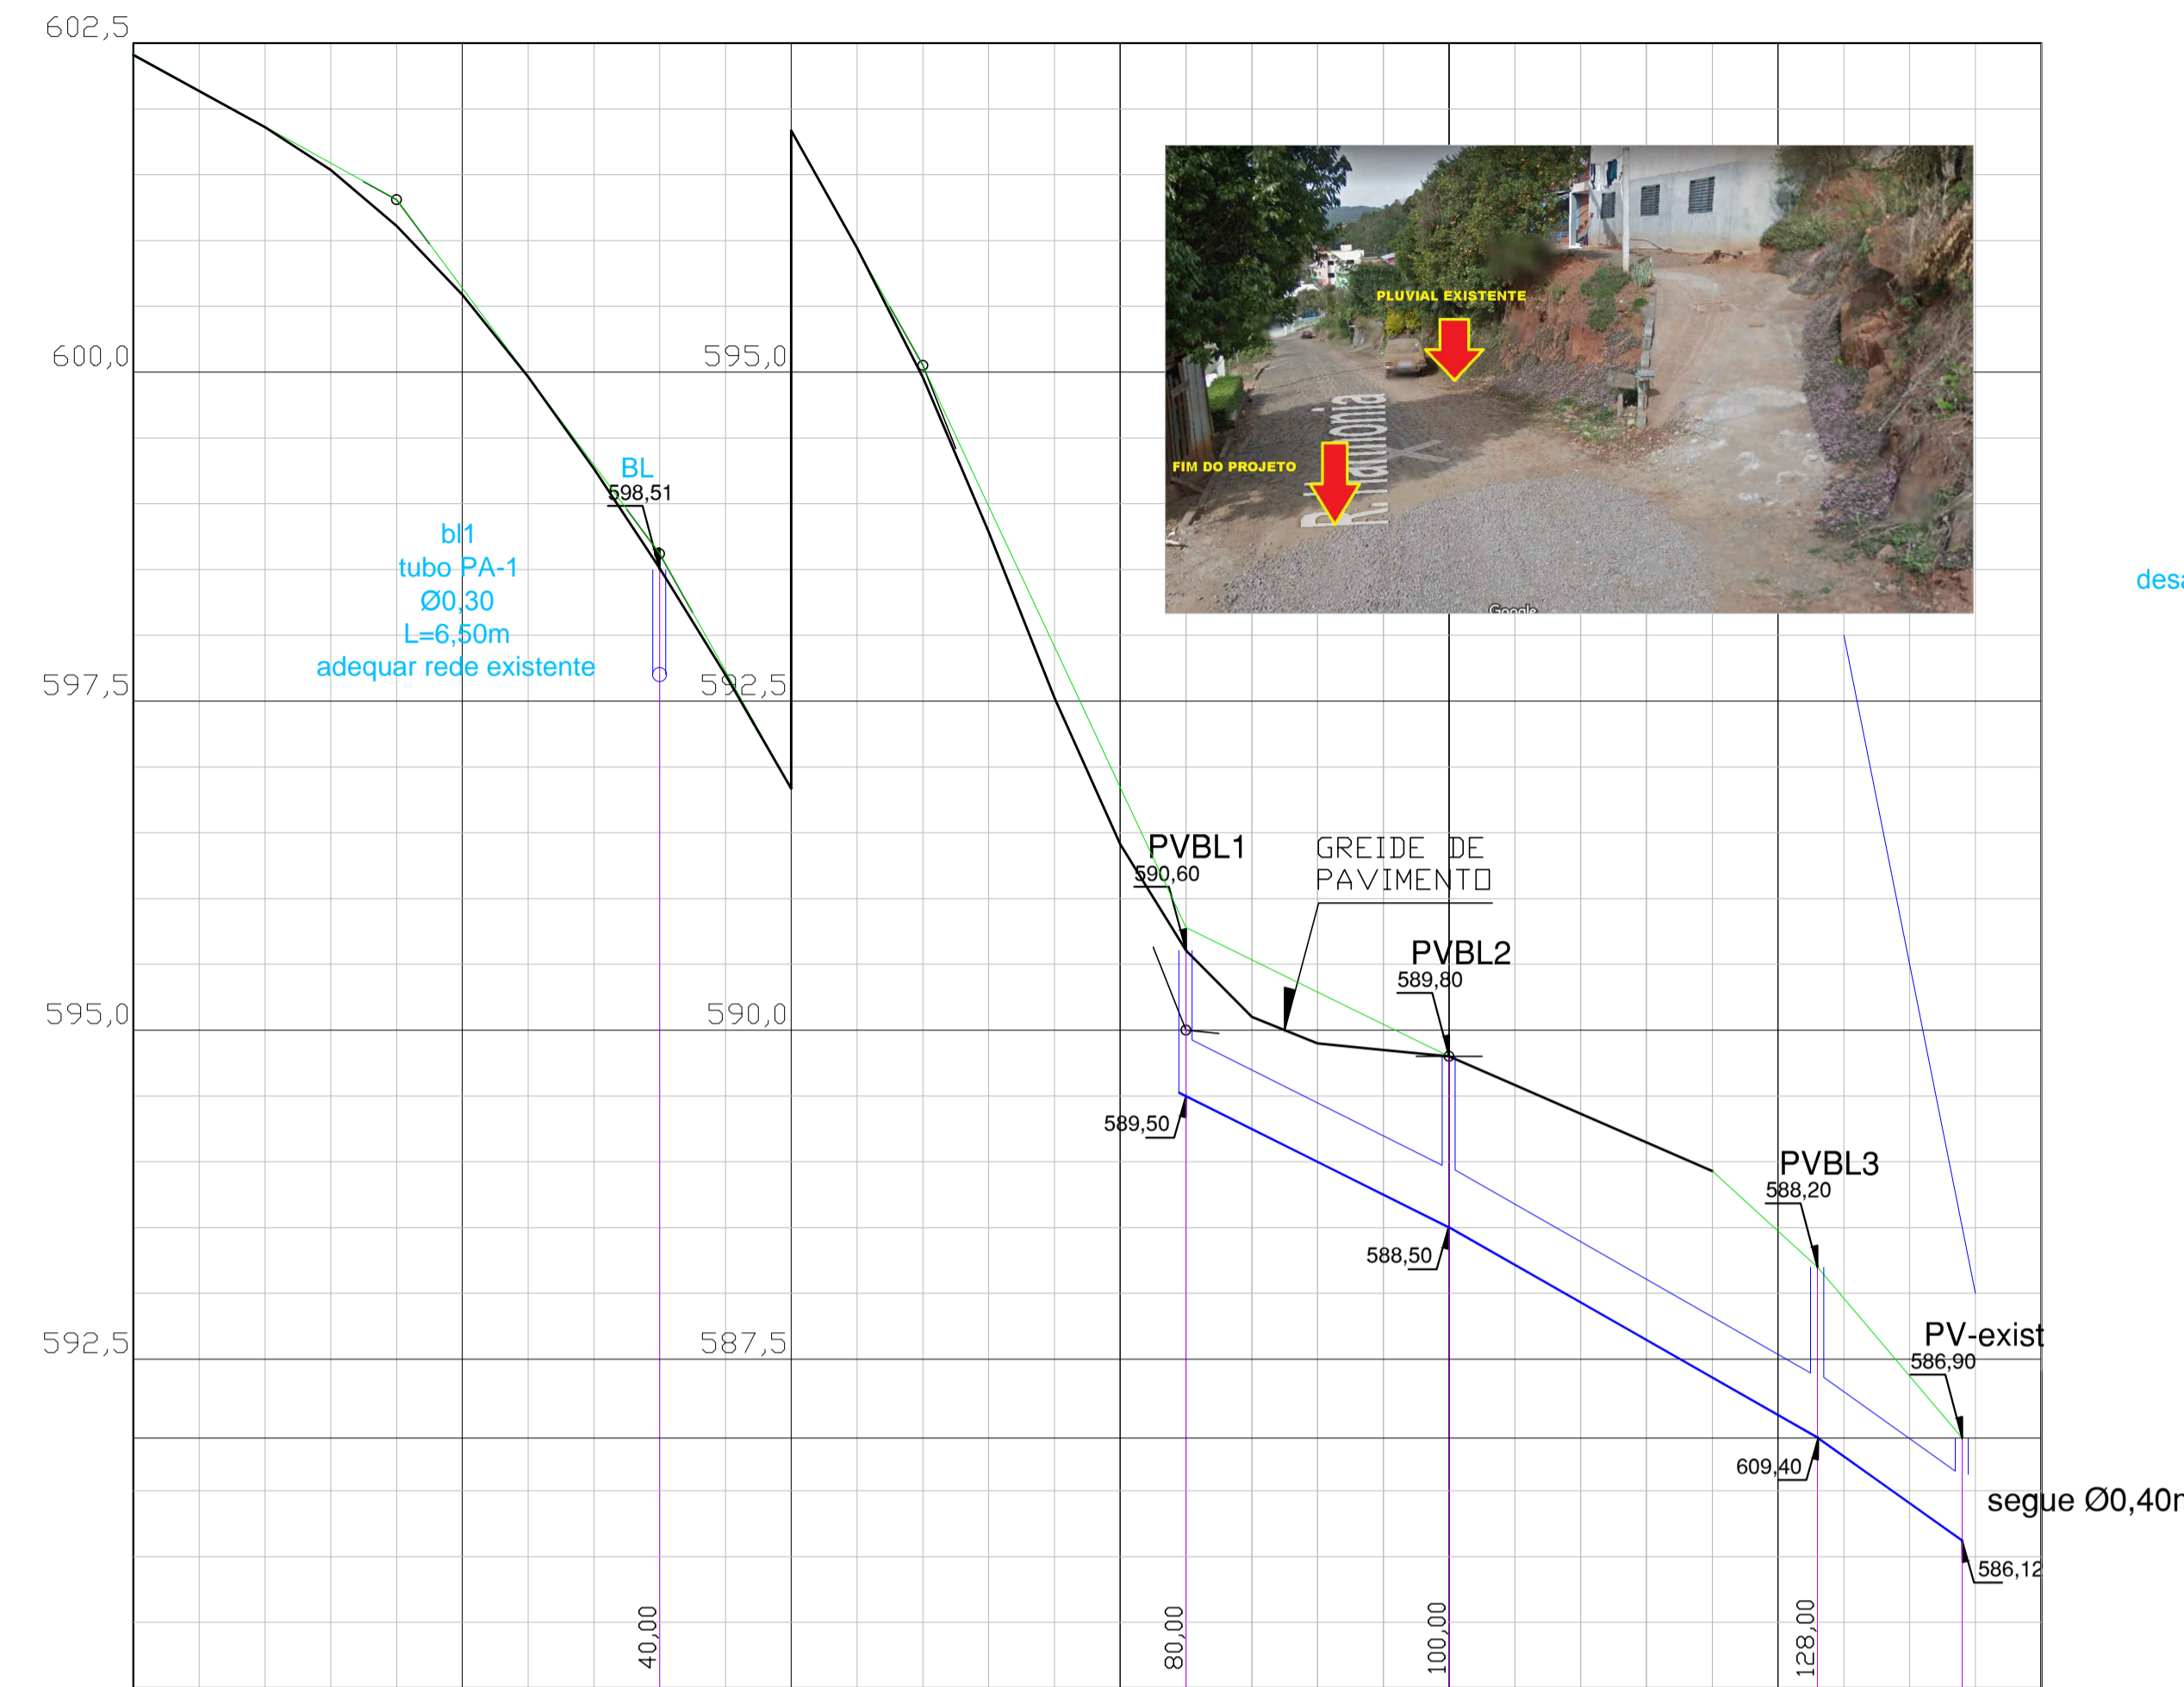 602,5
600,0
597,5
595,0
592,5
595,0
592,5
590,0
587,5
BL
598,51
bl1
tubo PA-1
Ø0,30
L=6,50m
adequar rede existente
PLUVIAL EXISTENTE
FIM DO PROJETO
R. Hamonia
Google
PVBL1
590,60
GREIDE DE
PAVIMENTO
PVBL2
589,80
589,50
588,50
PVBL3
588,20
PV-exist
586,90
609,40
segue Ø0,40
586,12
40,00
80,00
100,00
128,00